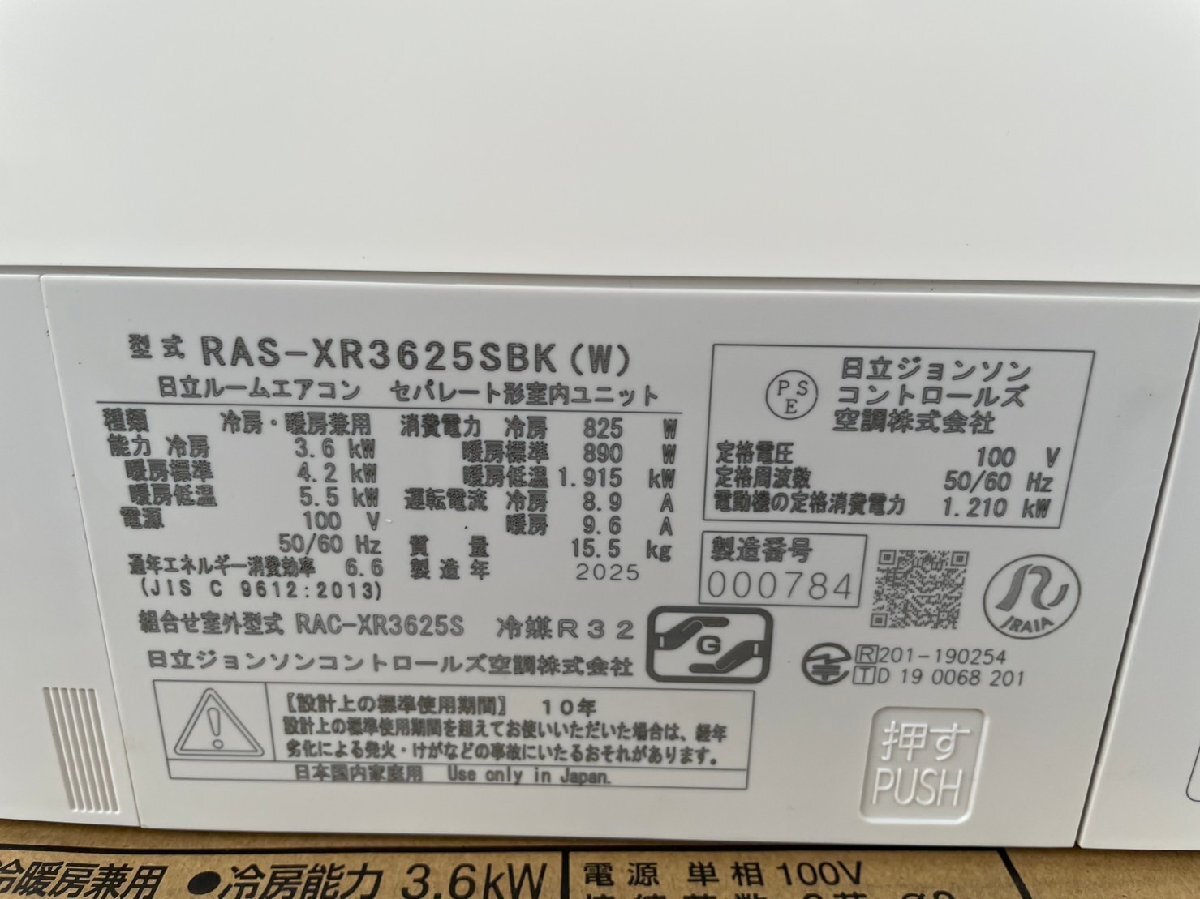 型式 RAS-XR3625SBK(W)
日立ルームエアコン セパレート形室内ユニット
種類 冷房・暖房兼用
能力 冷房 3.6 kW
暖房標準 4.2 kW
暖房低温 5.5 kW
電源 100 V
50/60 Hz
通年エネルギー消費効率 6.6
(JIS C 9612:2013)
消費電力 冷房 825 W
暖房標準 890 W
暖房低温 1.915 kW
運転電流 冷房 8.9 A
暖房 9.6 A
質量 15.5 kg
製造年 2025
組合せ室外型式 RAC-XR3625S 冷媒R32
日立ジョンソンコントロールズ空調株式会社
G
PSE
日立ジョンソン
コントロールズ
空調株式会社
定格電圧 100 V
定格周波数 50/60 Hz
電動機の定格消費電力 1.210 kW
製造番号
000784
JRAIA
R 201-190254
T D 19 0068 201
[設計上の標準使用期間] 10年
設計上の標準使用期間を超えてお使いいただいた場合は、経年
劣化による発火・けがなどの事故にいたるおそれがあります。
日本国内家庭用 Use only in Japan.
押す
PUSH
冷暖房兼用 ●冷房能力 3.6kW
電源 単相100V